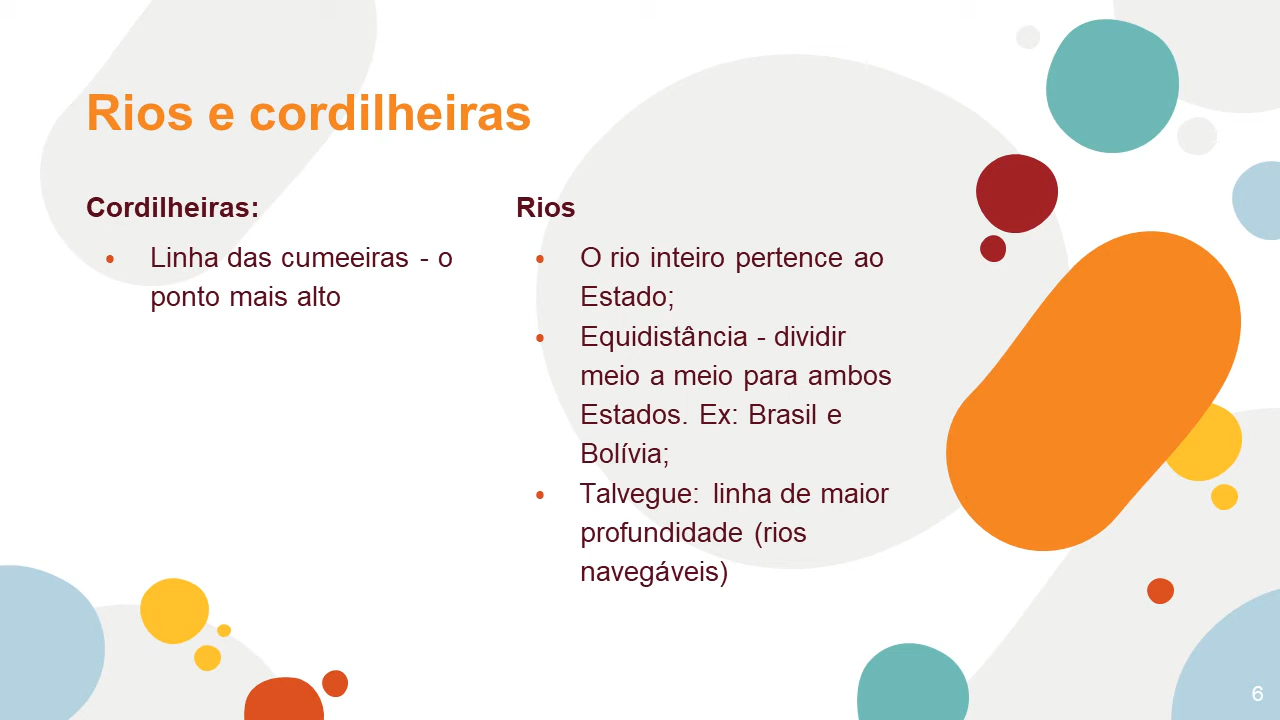 Rios e cordilheiras
Cordilheiras:
• Linha das cumeeiras - o
ponto mais alto
Rios
• O rio inteiro pertence ao
Estado;
• Equidistância - dividir
meio a meio para ambos
Estados. Ex: Brasil e
Bolívia;
• Talvegue: linha de maior
profundidade (rios
navegáveis)
6